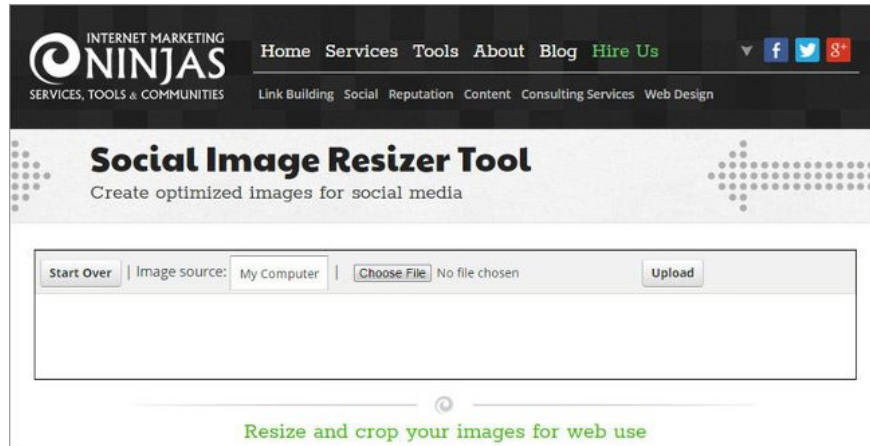 INTERNET MARKETING
NINJAS
SERVICES, TOOLS & COMMUNITIES
Home Services Tools About Blog Hire Us
f 8+
Link Building Social Reputation Content Consulting Services Web Design
Social Image Resizer Tool
Create optimized images for social media
Start Over | Image source: My Computer | Choose File No file chosen Upload
Resize and crop your images for web use